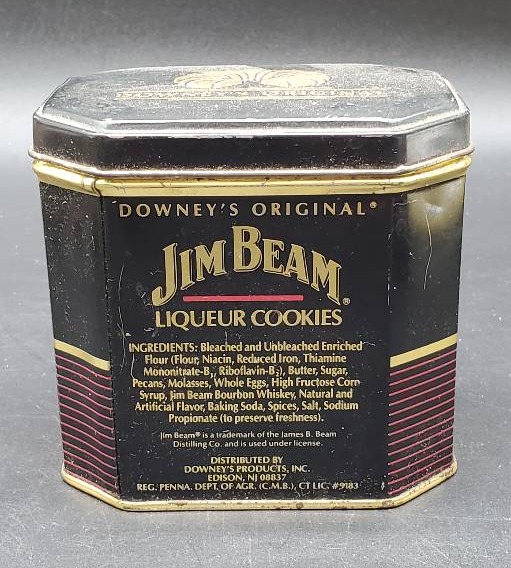 DOWNEY'S ORIGINAL®
JIM BEAM®
LIQUEUR COOKIES
INGREDIENTS: Bleached and Unbleached Enriched
Flour (Flour, Niacin, Reduced Iron, Thiamine
Mononitrate-B₁, Riboflavin-B₂), Butter, Sugar,
Pecans, Molasses, Whole Eggs, High Fructose Corn
Syrup, Jim Beam Bourbon Whiskey, Natural and
Artificial Flavor, Baking Soda, Spices, Salt, Sodium
Propionate (to preserve freshness).
Jim Beam® is a trademark of the James B. Beam
Distilling Co. and is used under license.
DISTRIBUTED BY
DOWNEY'S PRODUCTS, INC.
EDISON, NJ 08837
REG. PENNA. DEPT. OF AGR. (C.M.B.), CT LIC. #9183